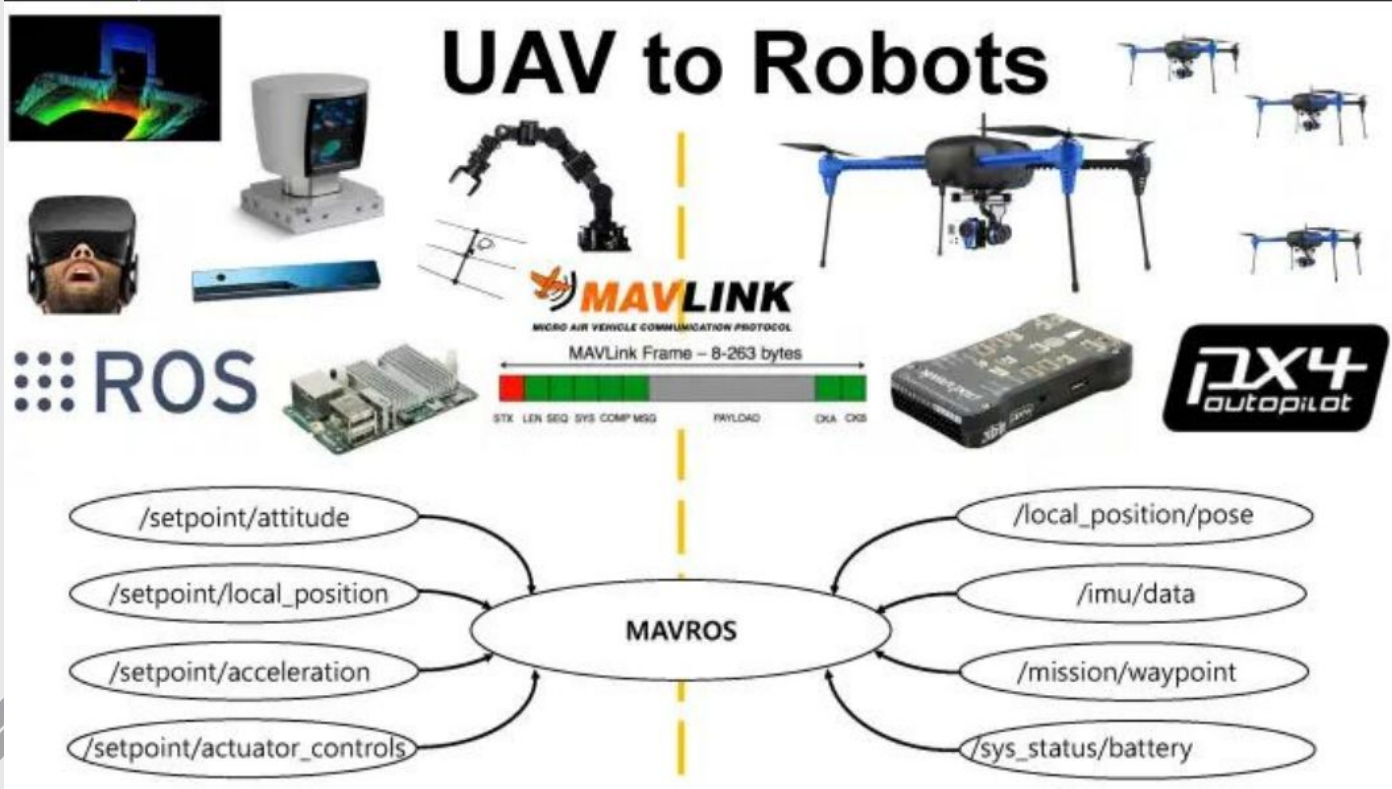 UAV to Robots
MAVLINK
MICRO AIR VEHICLE COMMUNICATION PROTOCOL
MAVLink Frame – 8-263 bytes
ROS
STX LEN SEQ SYS COMP MSG PAYLOAD CKA CKB
pixhawk
px4
autopilot
/setpoint/attitude
/local_position/pose
/setpoint/local_position
/imu/data
MAVROS
/setpoint/acceleration
/mission/waypoint
/setpoint/actuator_controls
/sys_status/battery